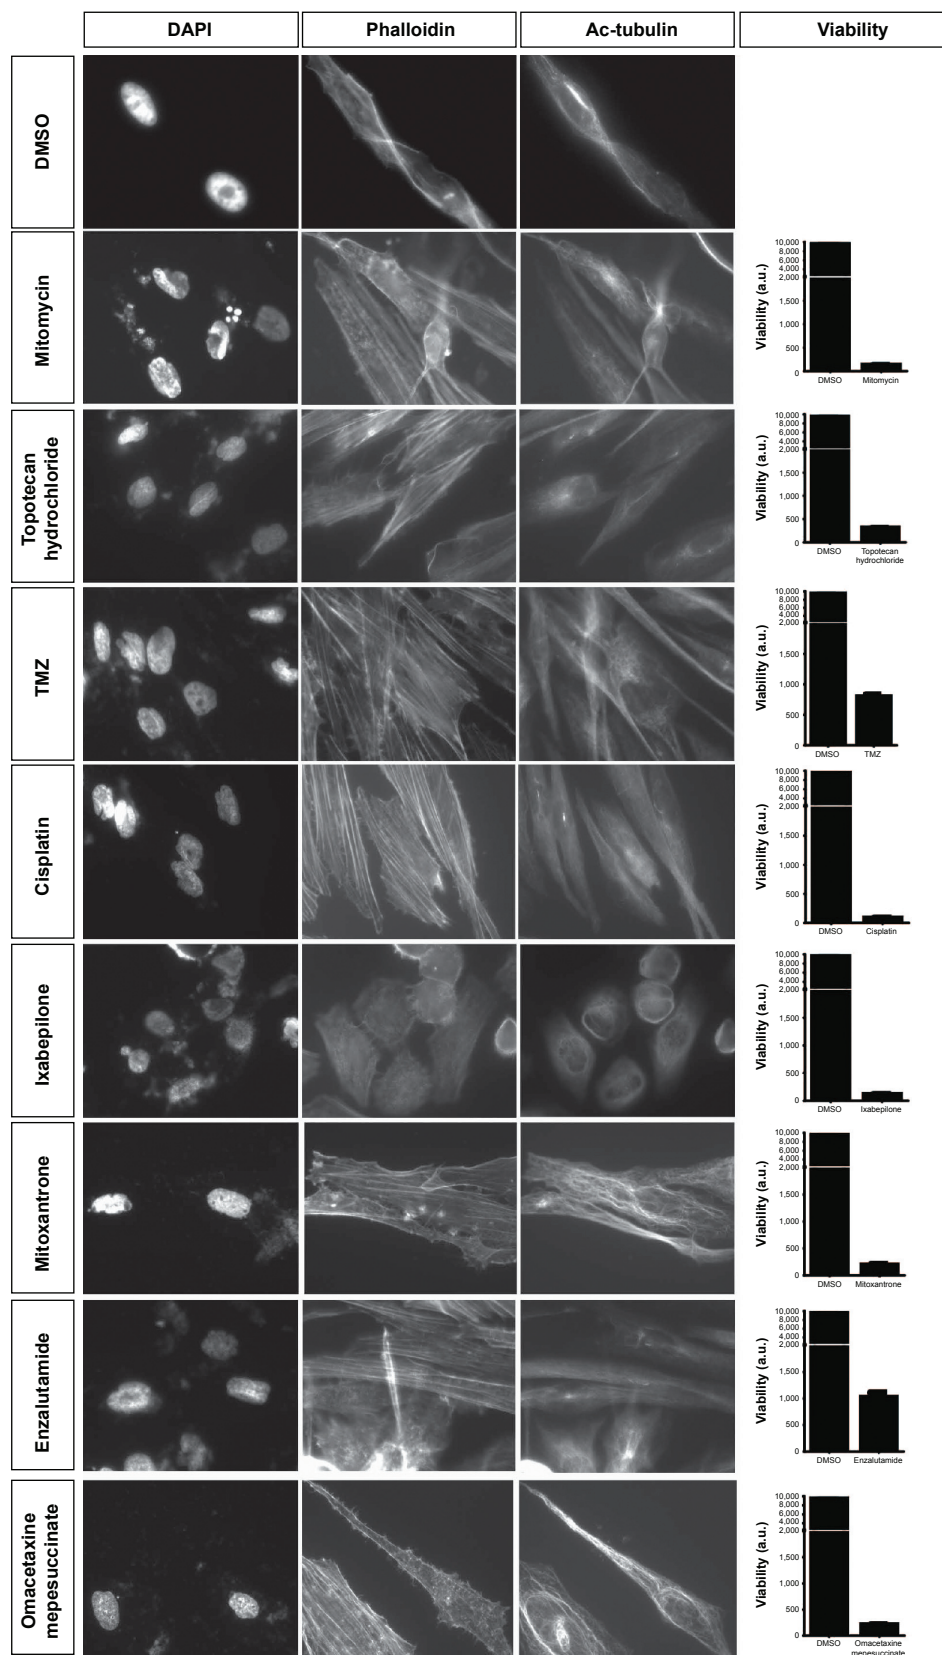 DAPI
Phalloidin
Ac-tubulin
Viability
DMSO
Mitomycin
Viability (a.u.)
10,000
8,000
6,000
4,000
2,000
1,500
1,000
500
0
DMSO
Mitomycin
Topotecan
hydrochloride
Viability (a.u.)
10,000
8,000
6,000
4,000
2,000
1,500
1,000
500
0
DMSO
Topotecan
hydrochloride
TMZ
Viability (a.u.)
10,000
8,000
6,000
4,000
2,000
1,500
1,000
500
0
DMSO
TMZ
Cisplatin
Viability (a.u.)
10,000
8,000
6,000
4,000
2,000
1,500
1,000
500
0
DMSO
Cisplatin
Ixabepilone
Viability (a.u.)
10,000
8,000
6,000
4,000
2,000
1,500
1,000
500
0
DMSO
Ixabepilone
Mitoxantrone
Viability (a.u.)
10,000
8,000
6,000
4,000
2,000
1,500
1,000
500
0
DMSO
Mitoxantrone
Enzalutamide
Viability (a.u.)
10,000
8,000
6,000
4,000
2,000
1,500
1,000
500
0
DMSO
Enzalutamide
Omacetaxine
mepesuccinate
Viability (a.u.)
10,000
8,000
6,000
4,000
2,000
1,500
1,000
500
0
DMSO
Omacetaxine
mepesuccinate